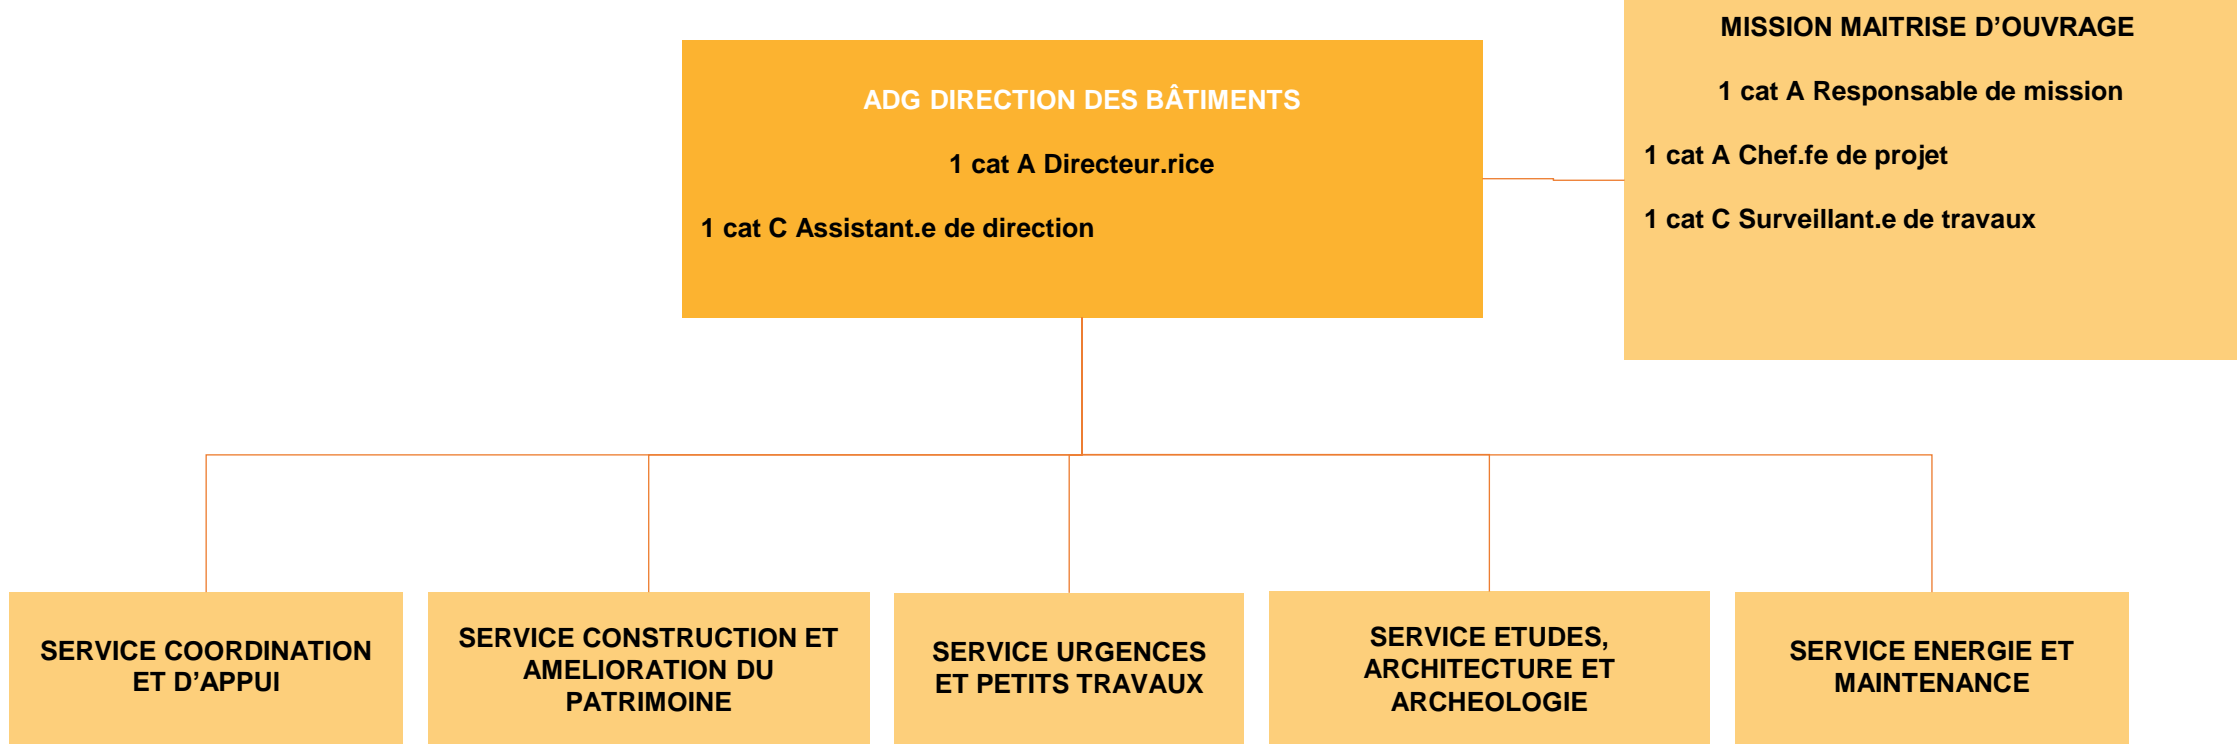 MISSION MAITRISE D’OUVRAGE
1 cat A Responsable de mission
1 cat A Chef.fe de projet
1 cat C Surveillant.e de travaux
ADG DIRECTION DES BÂTIMENTS
1 cat A Directeur.rice
1 cat C Assistant.e de direction
SERVICE COORDINATION
ET D’APPUI
SERVICE CONSTRUCTION ET
AMELIORATION DU
PATRIMOINE
SERVICE URGENCES
ET PETITS TRAVAUX
SERVICE ETUDES,
ARCHITECTURE ET
ARCHEOLOGIE
SERVICE ENERGIE ET
MAINTENANCE